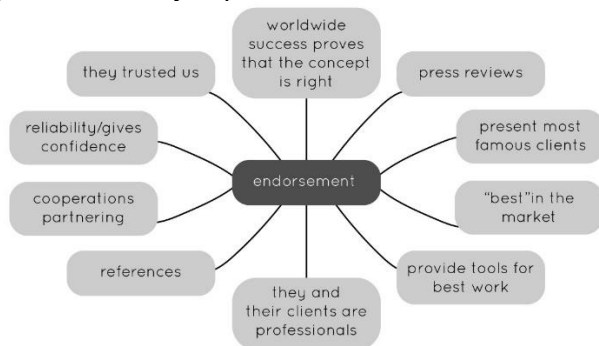 worldwide
success proves
that the concept
is right
they trusted us
press reviews
reliability/gives
confidence
present most
famous clients
endorsement
cooperations
partnering
"best"in the
market
references
provide tools for
best work
they and
their clients are
professionals